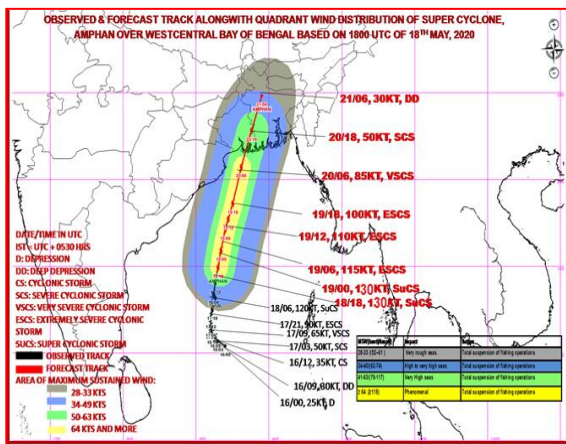 OBSERVED & FORECAST TRACK ALONGWITH QUADRANT WIND DISTRIBUTION OF SUPER CYCLONE,
AMPHAN OVER WESTCENTRAL BAY OF BENGAL BASED ON 1800 UTC OF 18TH MAY, 2020
21/06, 30KT, DD
20/18, 50KT, SCS
20/06, 85KT, VSCS
19/18, 100KT, ESCS
19/12, 110KT, ESCS
19/06, 115KT, ESCS
19/00, 130KT, SuCS
18/18, 130KT, SuCS
18/06, 120KT, SuCS
17/21, 90KT, ESCS
17/09, 65KT, VSCS
17/03, 50KT, SCS
16/12, 35KT, CS
16/09, 30KT, DD
16/00, 25KT, D
AMPHAN
AMPHAN
DATE/TIME IN UTC
IST = UTC + 0530 HRS
D: DEPRESSION
DD: DEEP DEPRESSION
CS: CYCLONIC STORM
SCS: SEVERE CYCLONIC STORM
VSCS: VERY SEVERE CYCLONIC STORM
ESCS: EXTREMELY SEVERE CYCLONIC
STORM
SUCS: SUPER CYCLONIC STORM
OBSERVED TRACK
FORECAST TRACK
AREA OF MAXIMUM SUSTAINED WIND:
28-33 KTS
34-49 KTS
50-63 KTS
64 KTS AND MORE
Impact Action
Very rough seas. Total suspension of fishing operations
High to very high seas Total suspension of fishing operations
Very High seas Total suspension of fishing operations
Phenomenal Total suspension of fishing operations